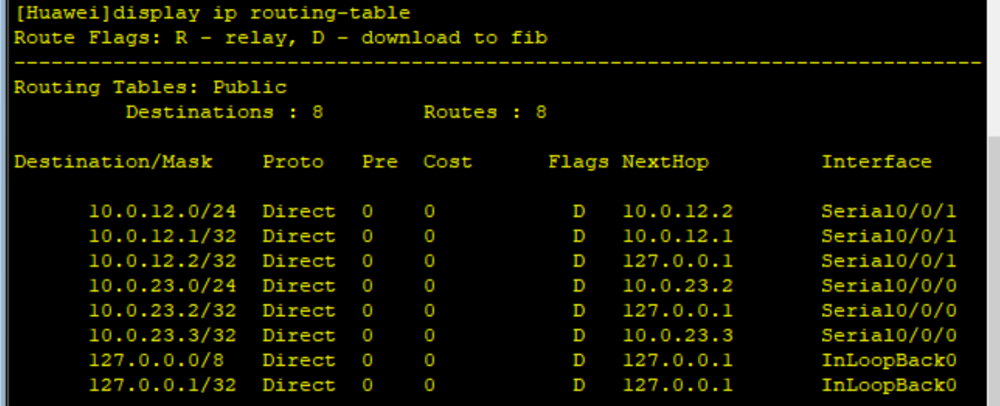 [Huawei]display ip routing-table
Route Flags: R - relay, D - download to fib
------------------------------------------------------------------------------
Routing Tables: Public
         Destinations : 8        Routes : 8

Destination/Mask    Proto   Pre  Cost      Flags NextHop         Interface

      10.0.12.0/24  Direct  0    0           D   10.0.12.2       Serial0/0/1
      10.0.12.1/32  Direct  0    0           D   10.0.12.1       Serial0/0/1
      10.0.12.2/32  Direct  0    0           D   127.0.0.1       Serial0/0/1
      10.0.23.0/24  Direct  0    0           D   10.0.23.2       Serial0/0/0
      10.0.23.2/32  Direct  0    0           D   127.0.0.1       Serial0/0/0
      10.0.23.3/32  Direct  0    0           D   10.0.23.3       Serial0/0/0
      127.0.0.0/8   Direct  0    0           D   127.0.0.1       InLoopBack0
      127.0.0.1/32  Direct  0    0           D   127.0.0.1       InLoopBack0